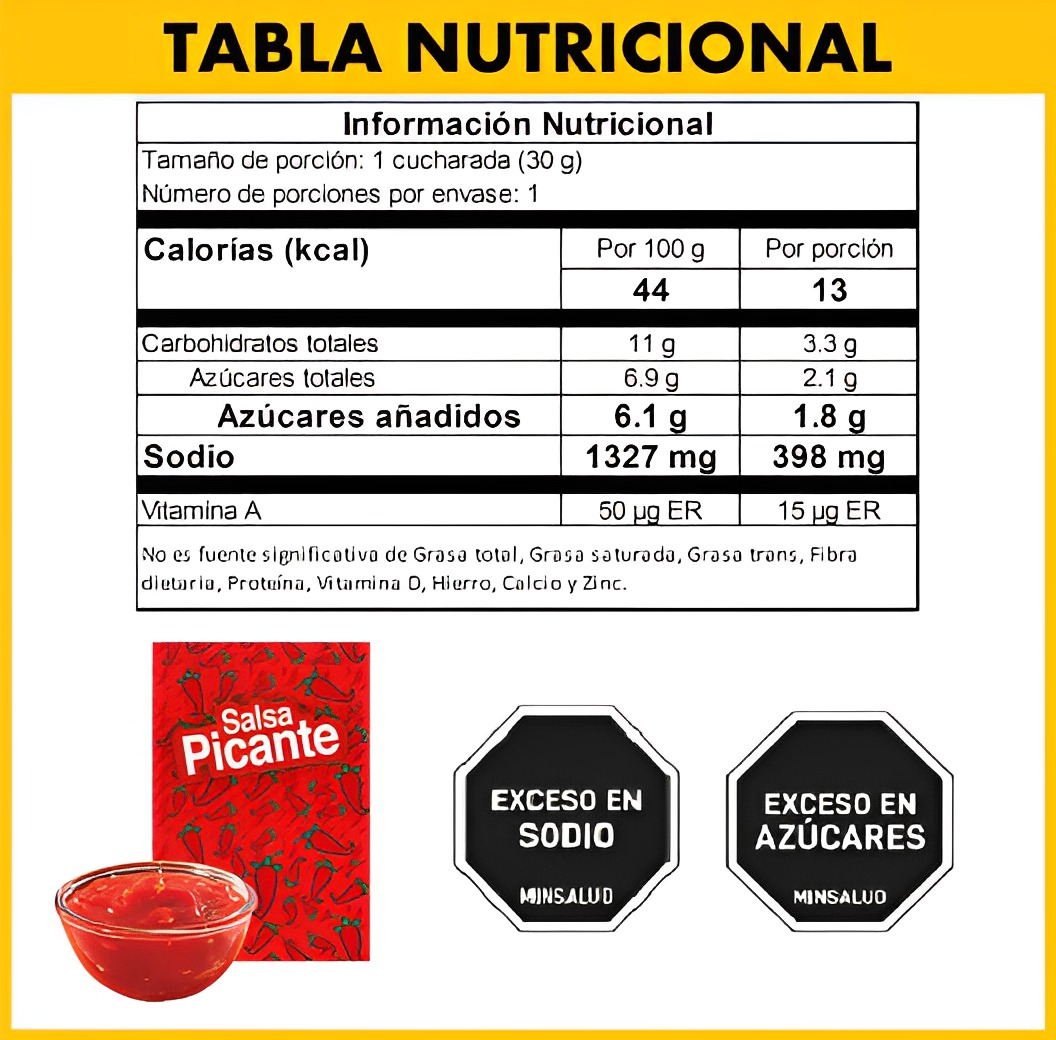 TABLA NUTRICIONAL
Información Nutricional
Tamaño de porción: 1 cucharada (30 g)
Número de porciones por envase: 1
Calorías (kcal) Por 100 g Por porción
44 13
Carbohidratos totales 11 g 3.3 g
Azúcares totales 6.9 g 2.1 g
Azúcares añadidos 6.1 g 1.8 g
Sodio 1327 mg 398 mg
Vitamina A 50 µg ER 15 µg ER
No es fuente significativa de Grasa total, Grasa saturada, Grasa trans, Fibra
dietaria, Proteína, Vitamina D, Hierro, Calcio y Zinc.
Salsa
Picante
EXCESO EN
SODIO
MINSALUD
EXCESO EN
AZÚCARES
MINSALUD